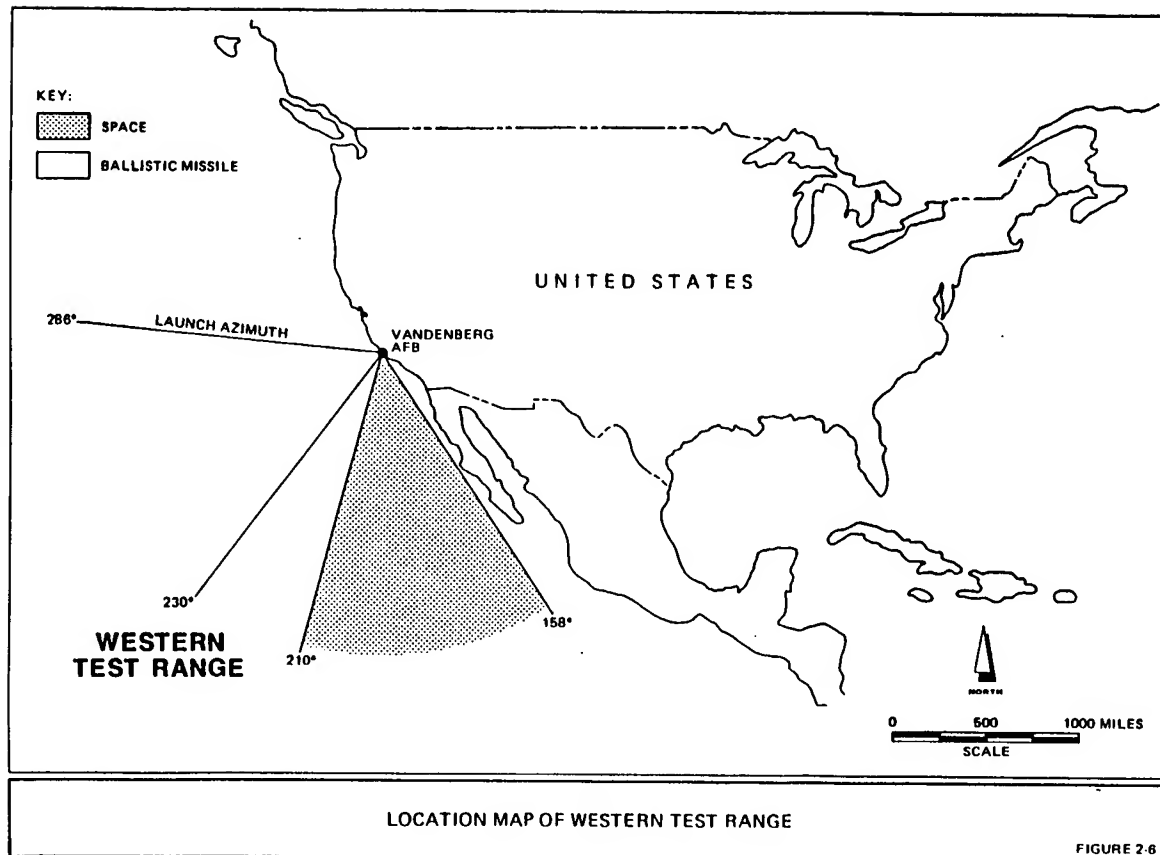 KEY:
SPACE
BALLISTIC MISSILE
UNITED STATES
286°
LAUNCH AZIMUTH
VANDENBERG
AFB
230°
WESTERN
TEST RANGE
210°
158°
NORTH
0 500 1000 MILES
SCALE
LOCATION MAP OF WESTERN TEST RANGE
FIGURE 2-6